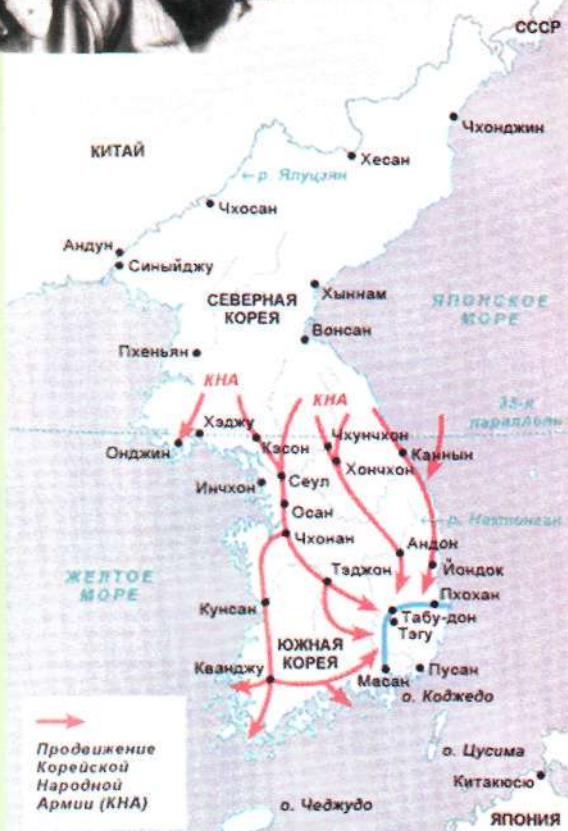 СССР
Чхонджин
КИТАЙ
Хесан
р. Ялуцзян
Чхосан
Андун
Синыйджу
Хыннам
СЕВЕРНАЯ
КОРЕЯ
ЯПОНСКОЕ
МОРЕ
Вонсан
Пхеньян
КНА
КНА
38-я
параллель
Хэджу
Чхунчхон
Онджин
Кэсон
Каннын
Хончхон
Сеул
Инчхон
Осан
р. Нактонган
Чхонан
Андон
Тэджон
Йондок
ЖЕЛТОЕ
МОРЕ
Пхохан
Кунсан
Табу-дон
Тэгу
ЮЖНАЯ
КОРЕЯ
Кванджу
Масан
Пусан
о. Коджедо
Продвижение
Корейской
Народной
Армии (КНА)
о. Цусима
Китакюсю
о. Чеджудо
ЯПОНИЯ